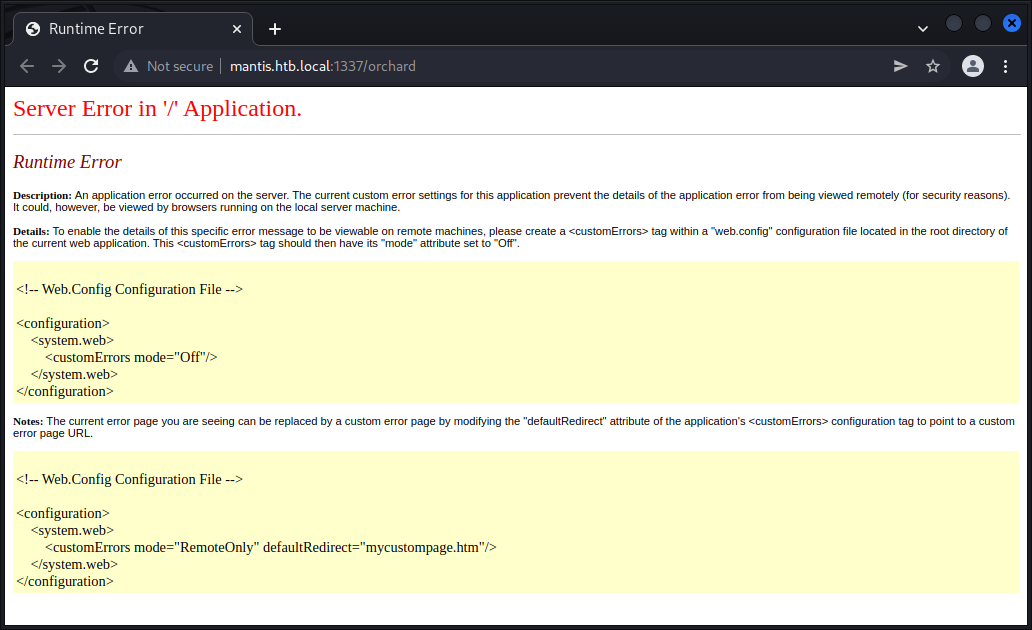 Runtime Error
Not secure
mantis.htb.local:1337/orchard
Server Error in '/' Application.
Runtime Error
Description: An application error occurred on the server. The current custom error settings for this application prevent the details of the application error from being viewed remotely (for security reasons).
It could, however, be viewed by browsers running on the local server machine.
Details: To enable the details of this specific error message to be viewable on remote machines, please create a <customErrors> tag within a "web.config" configuration file located in the root directory of
the current web application. This <customErrors> tag should then have its "mode" attribute set to "Off".
<!-- Web.Config Configuration File -->
<configuration>
    <system.web>
        <customErrors mode="Off"/>
    </system.web>
</configuration>
Notes: The current error page you are seeing can be replaced by a custom error page by modifying the "defaultRedirect" attribute of the application's <customErrors> configuration tag to point to a custom
error page URL.
<!-- Web.Config Configuration File -->
<configuration>
    <system.web>
        <customErrors mode="RemoteOnly" defaultRedirect="mycustompage.htm"/>
    </system.web>
</configuration>